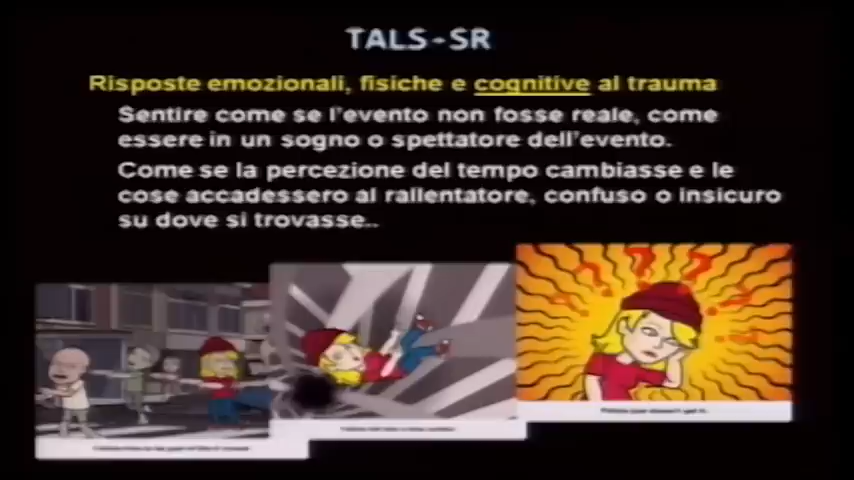 TALS-SR
Risposte emozionali, fisiche e cognitive al trauma
Sentire come se l'evento non fosse reale, come
essere in un sogno o spettatore dell'evento.
Come se la percezione del tempo cambiasse e le
cose accadessero al rallentatore, confuso o insicuro
su dove si trovasse..
? ? ? ? ?